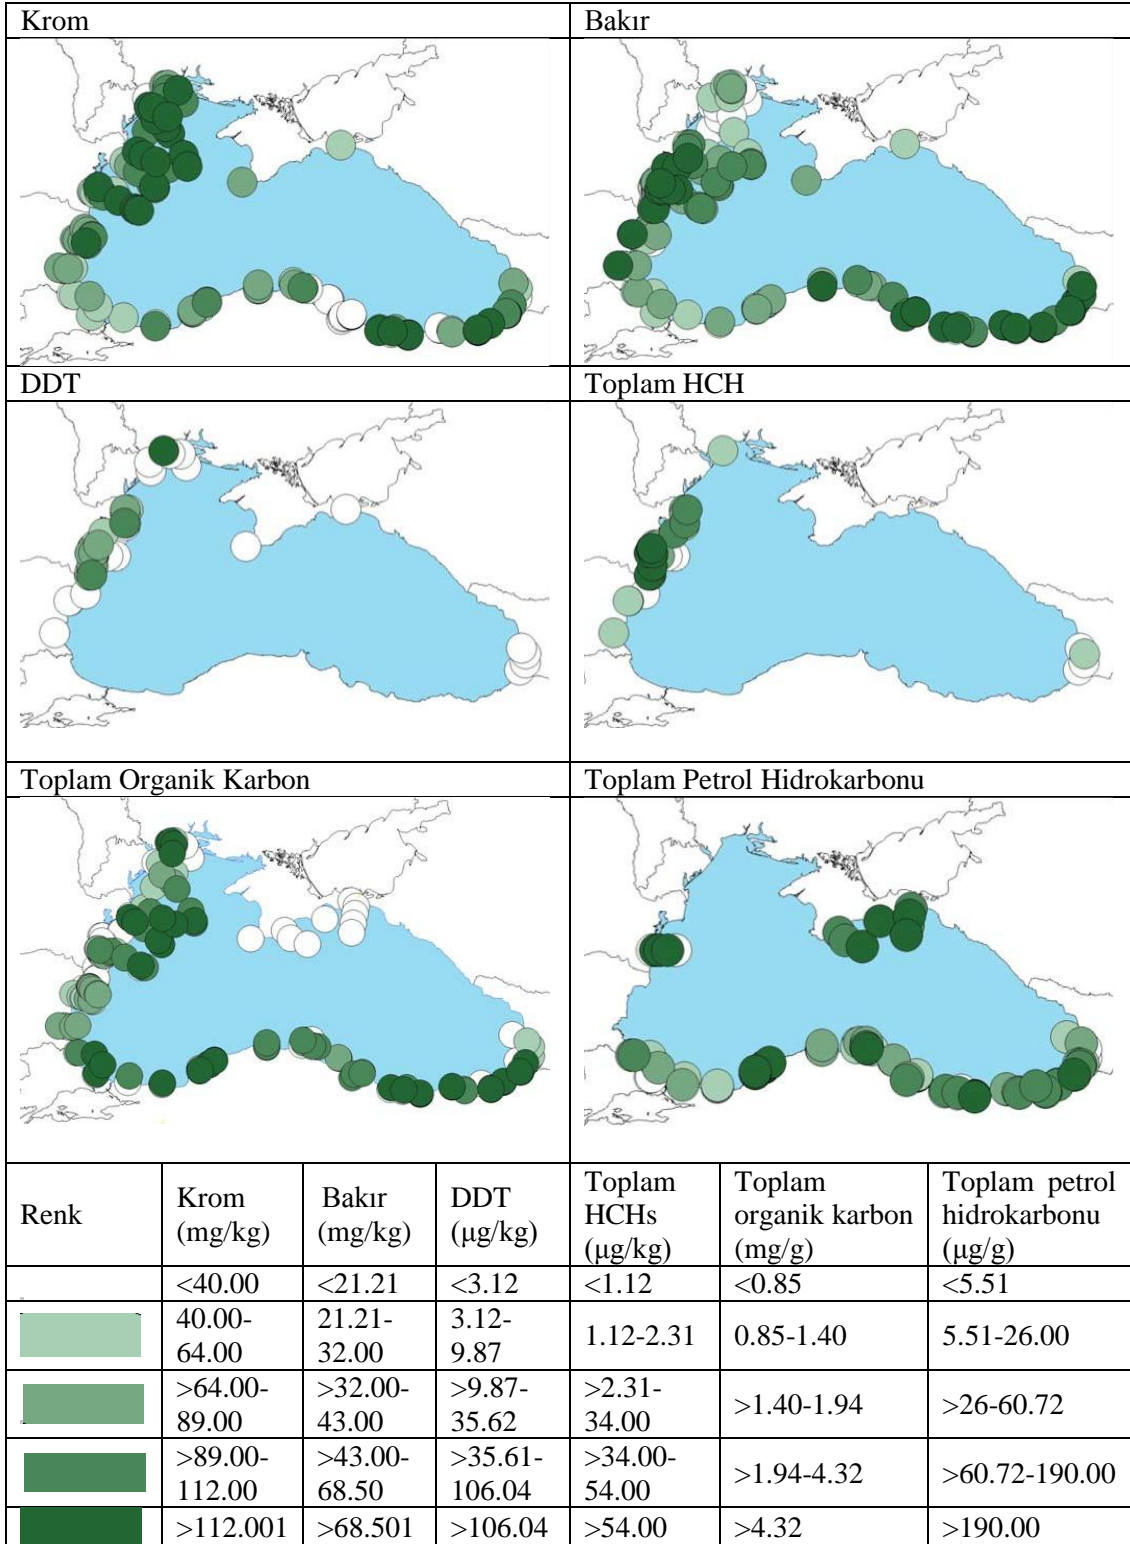 Krom
Bakır
DDT
Toplam HCH
Toplam Organik Karbon
Toplam Petrol Hidrokarbonu
Renk
Krom
(mg/kg)
Bakır
(mg/kg)
DDT
(μg/kg)
Toplam
HCHs
(μg/kg)
Toplam
organik karbon
(mg/g)
Toplam petrol
hidrokarbonu
(μg/g)
<40.00
<21.21
<3.12
<1.12
<0.85
<5.51
40.00-
64.00
21.21-
32.00
3.12-
9.87
1.12-2.31
0.85-1.40
5.51-26.00
>64.00-
89.00
>32.00-
43.00
>9.87-
35.62
>2.31-
34.00
>1.40-1.94
>26-60.72
>89.00-
112.00
>43.00-
68.50
>35.61-
106.04
>34.00-
54.00
>1.94-4.32
>60.72-190.00
>112.001
>68.501
>106.04
>54.00
>4.32
>190.00